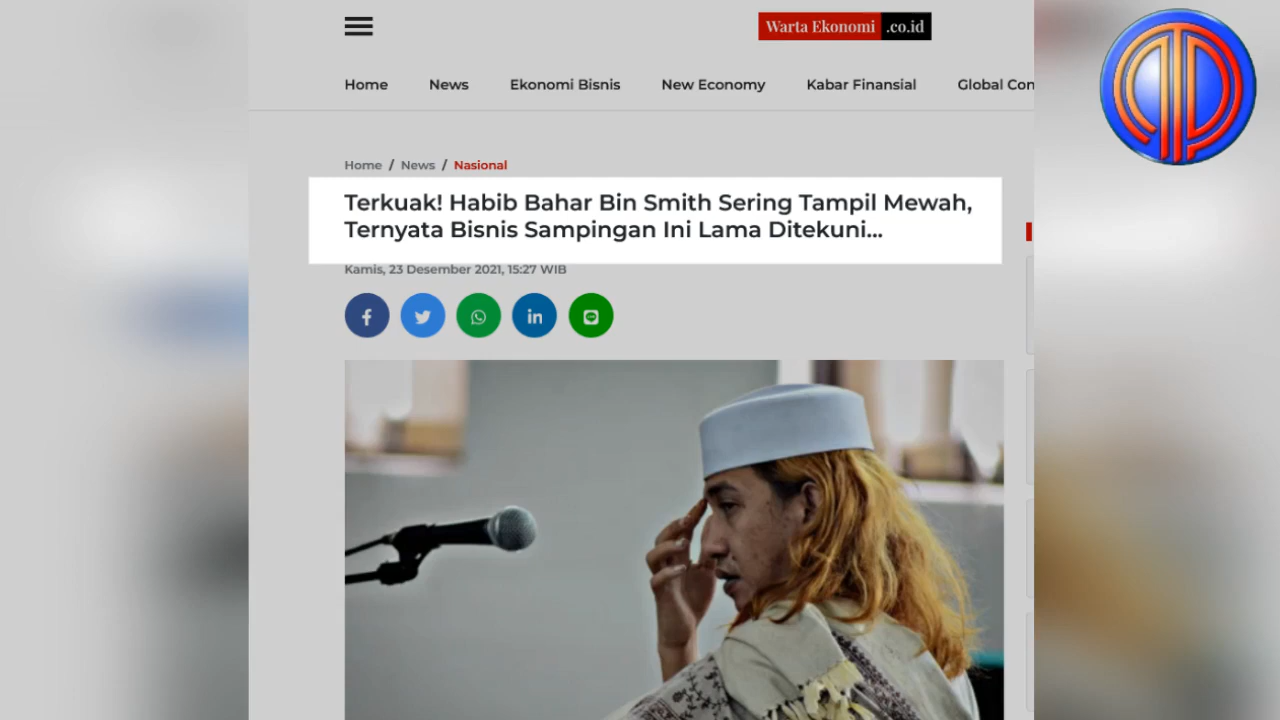 Warta Ekonomi .co.id
Home News Ekonomi Bisnis New Economy Kabar Finansial Global
Home / News / Nasional
Terkuak! Habib Bahar Bin Smith Sering Tampil Mewah,
Ternyata Bisnis Sampingan Ini Lama Ditekuni...
Kamis, 23 Desember 2021, 15:27 WIB